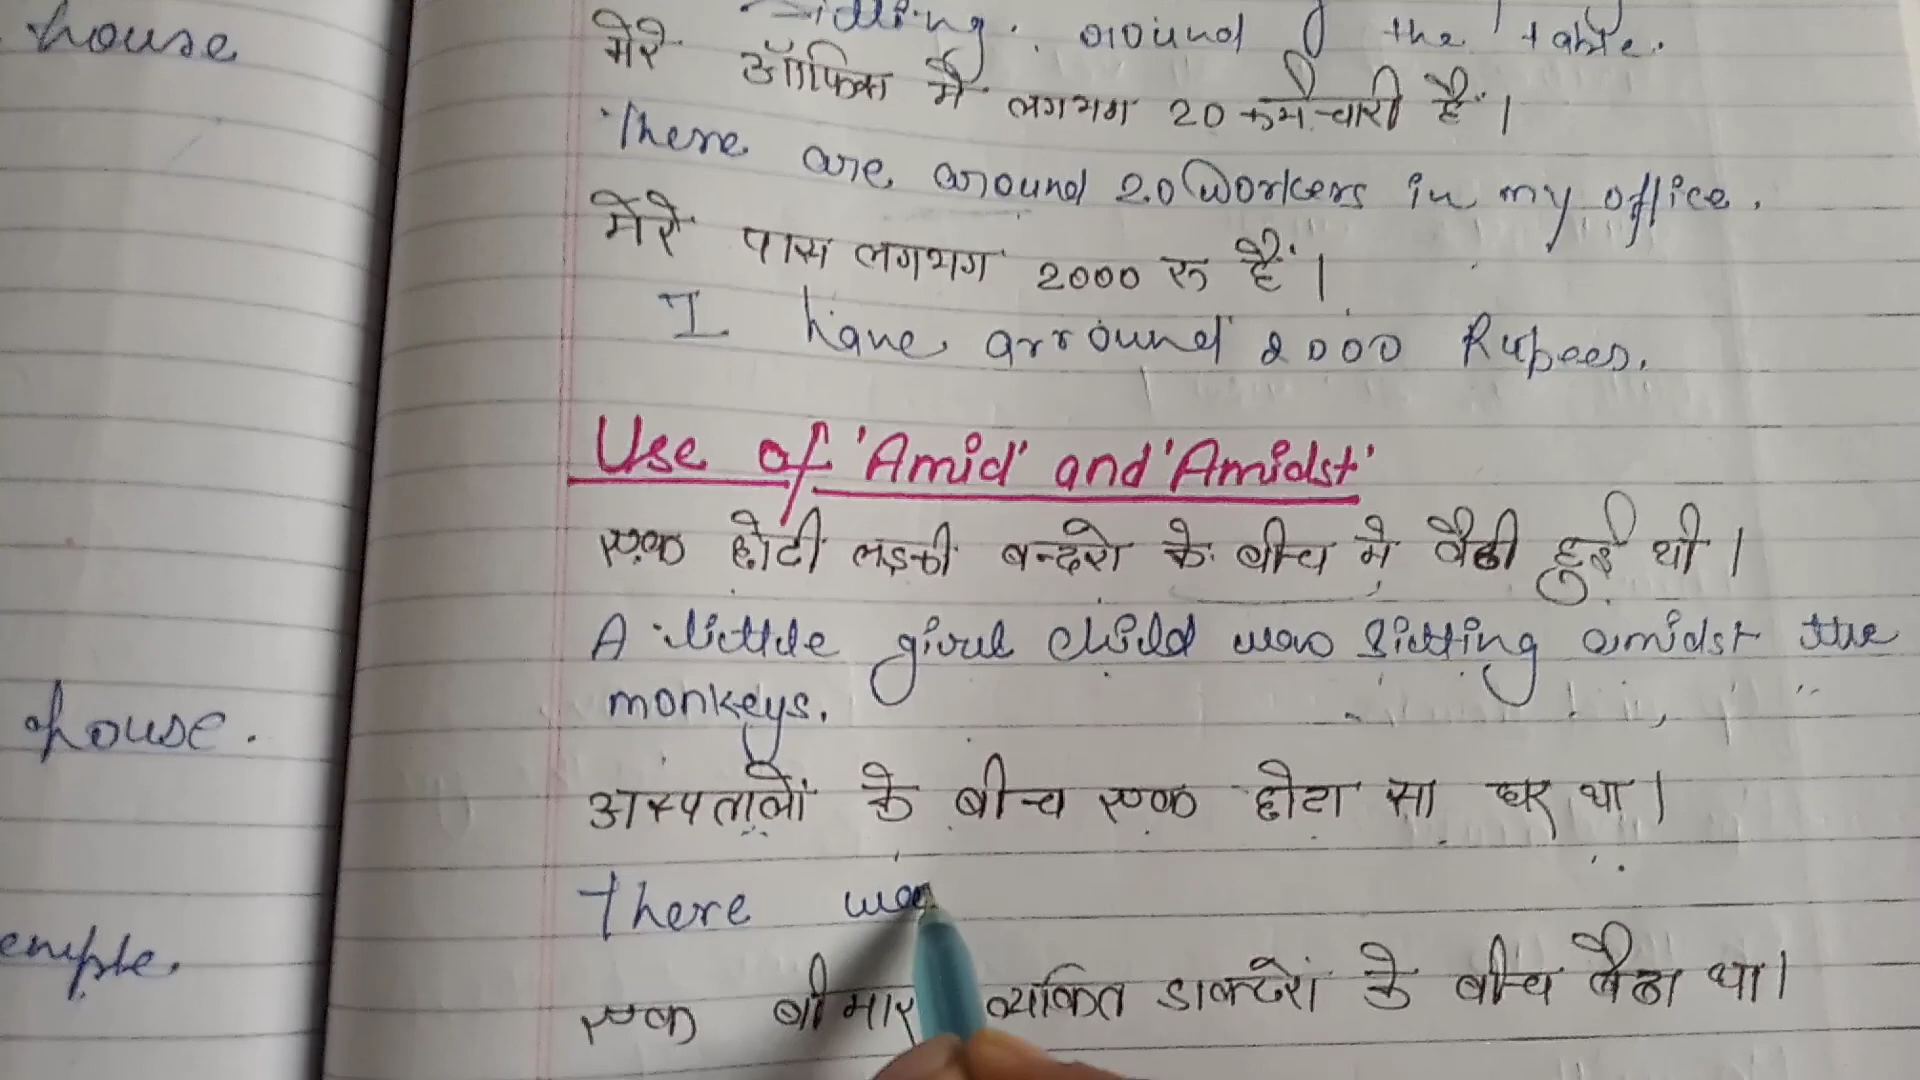 house
sitting around the table.
मेरे ऑफिस में लगभग 20 कर्मचारी हैं।
There are around 20 workers in my office.
मेरे पास लगभग 2000 रू हैं।
I have arround 2000 Rupees.
Use of 'Amid' and 'Amidst'
एक छोटी लड़की बन्दरो के बीच मे बैठी हुई थी।
A little girl child was sitting amidst the
monkeys.
house.
अस्पतालों के बीच एक छोटा सा घर था।
There was
emple.
एक बीमार व्यक्ति डाक्टरों के बीच बैठा था।